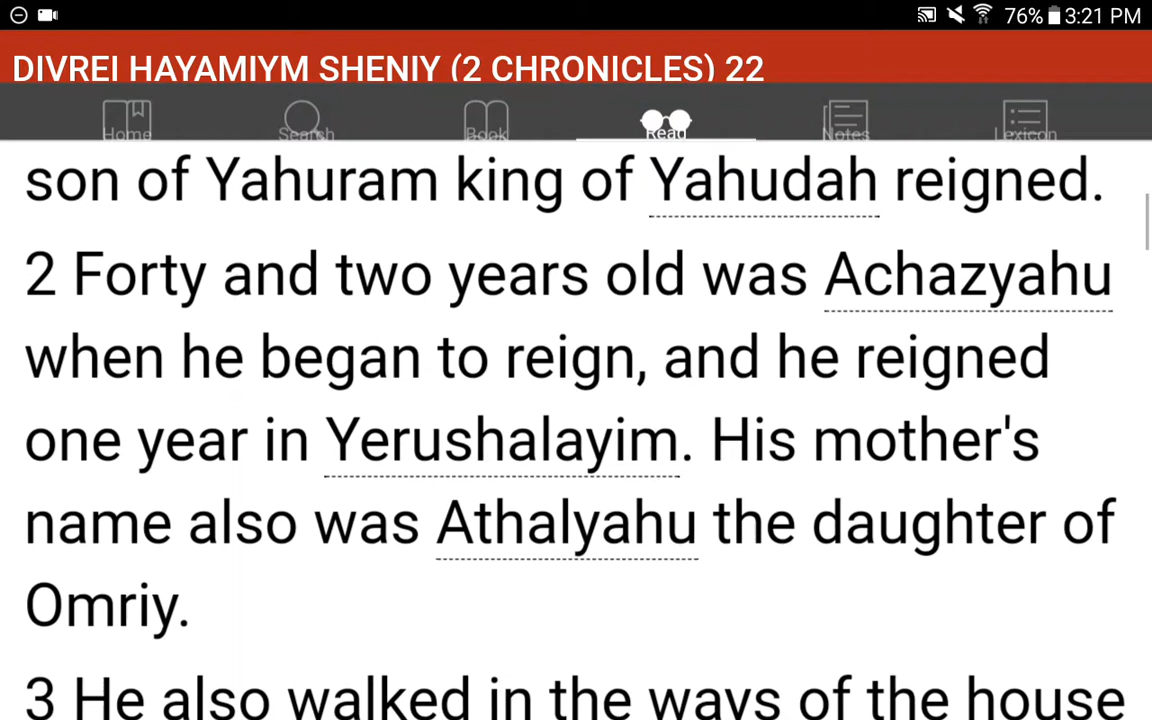 76% 3:21 PM
DIVREI HAYAMIYM SHENIY (2 CHRONICLES) 22
Home Search Book Read Notes Lexicon
son of Yahuram king of Yahudah reigned.
2 Forty and two years old was Achazyahu
when he began to reign, and he reigned
one year in Yerushalayim. His mother's
name also was Athalyahu the daughter of
Omriy.
3 He also walked in the ways of the house